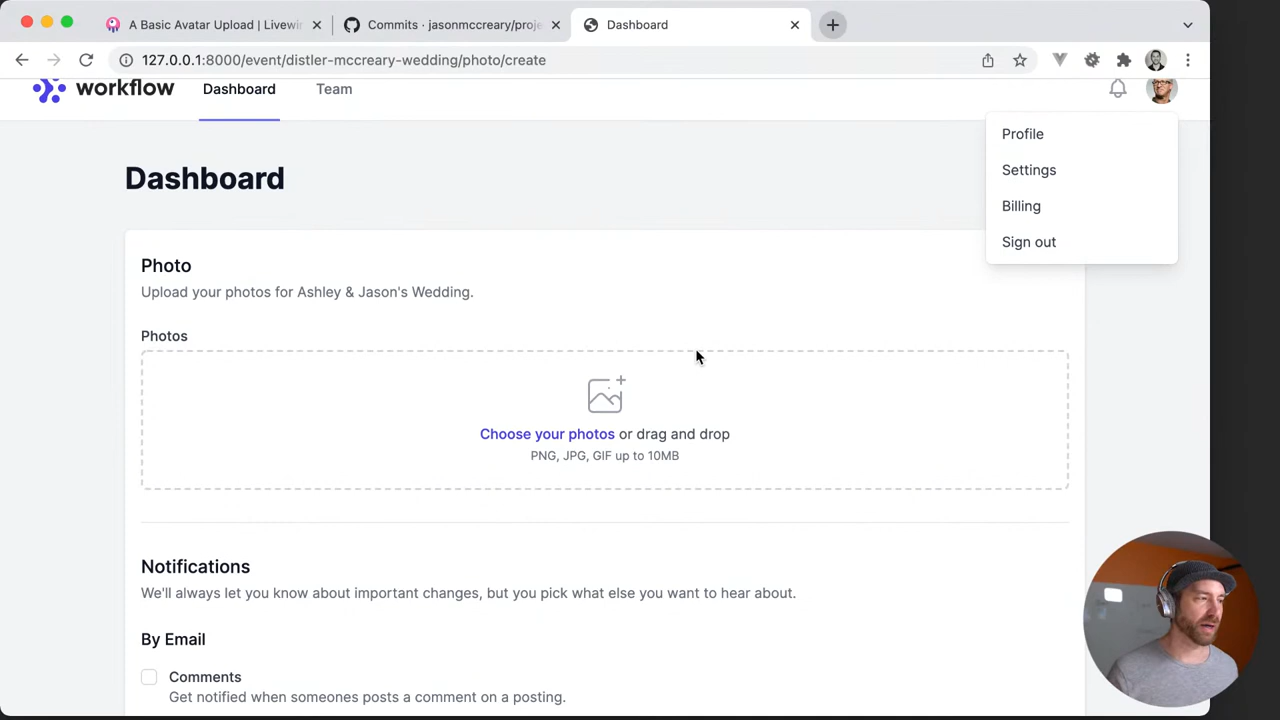 A Basic Avatar Upload | Livewir
Commits · jasonmccreary/proje
Dashboard
127.0.0.1:8000/event/distler-mccreary-wedding/photo/create
workflow
Dashboard
Team
Profile
Settings
Billing
Sign out
Dashboard
Photo
Upload your photos for Ashley & Jason's Wedding.
Photos
Choose your photos or drag and drop
PNG, JPG, GIF up to 10MB
Notifications
We'll always let you know about important changes, but you pick what else you want to hear about.
By Email
Comments
Get notified when someones posts a comment on a posting.